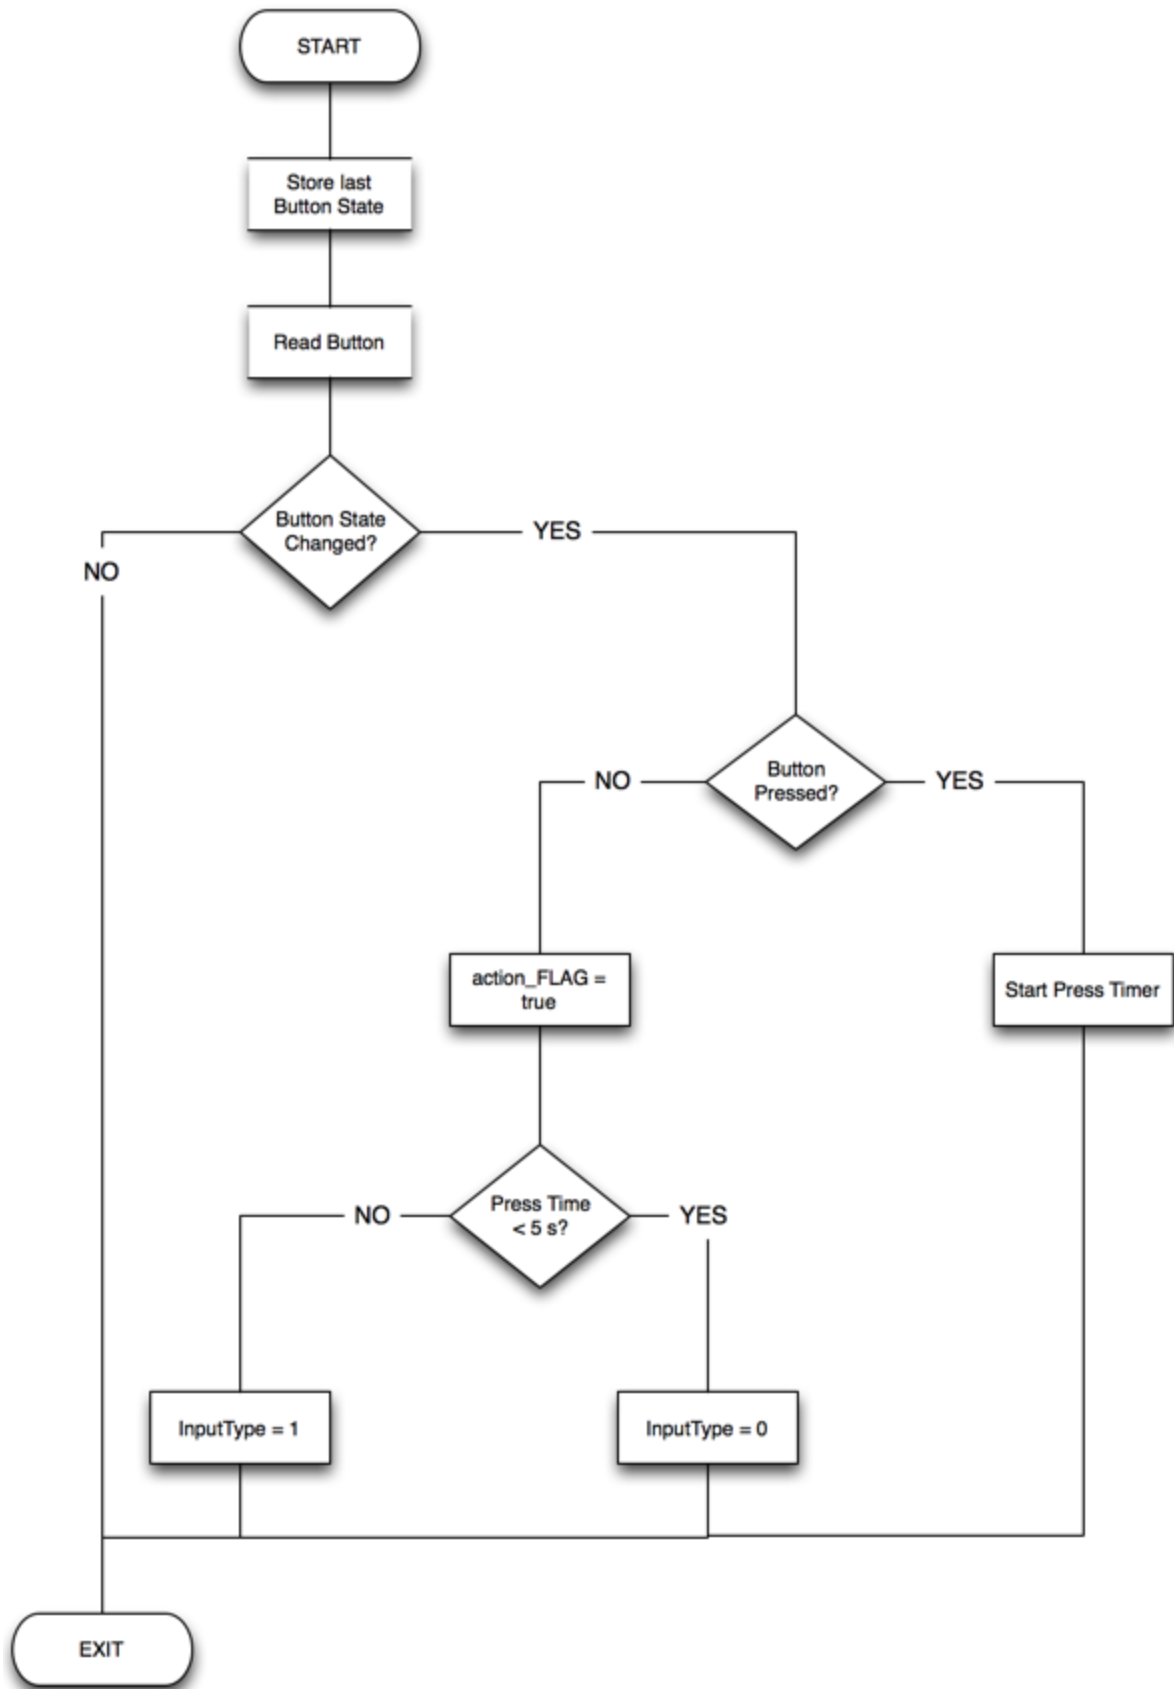 START
Store last
Button State
Read Button
Button State
Changed?
YES
NO
Button
Pressed?
NO
YES
action_FLAG =
true
Start Press Timer
Press Time
< 5 s?
NO
YES
InputType = 1
InputType = 0
EXIT